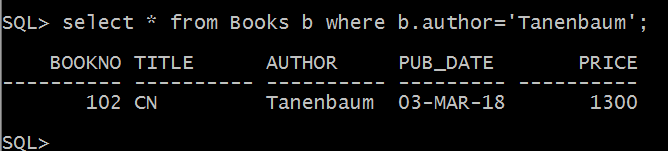 SQL> select * from Books b where b.author='Tanenbaum';
    BOOKNO TITLE      AUTHOR     PUB_DATE       PRICE
---------- ---------- ---------- --------- ----------
       102 CN         Tanenbaum  03-MAR-18       1300
SQL>